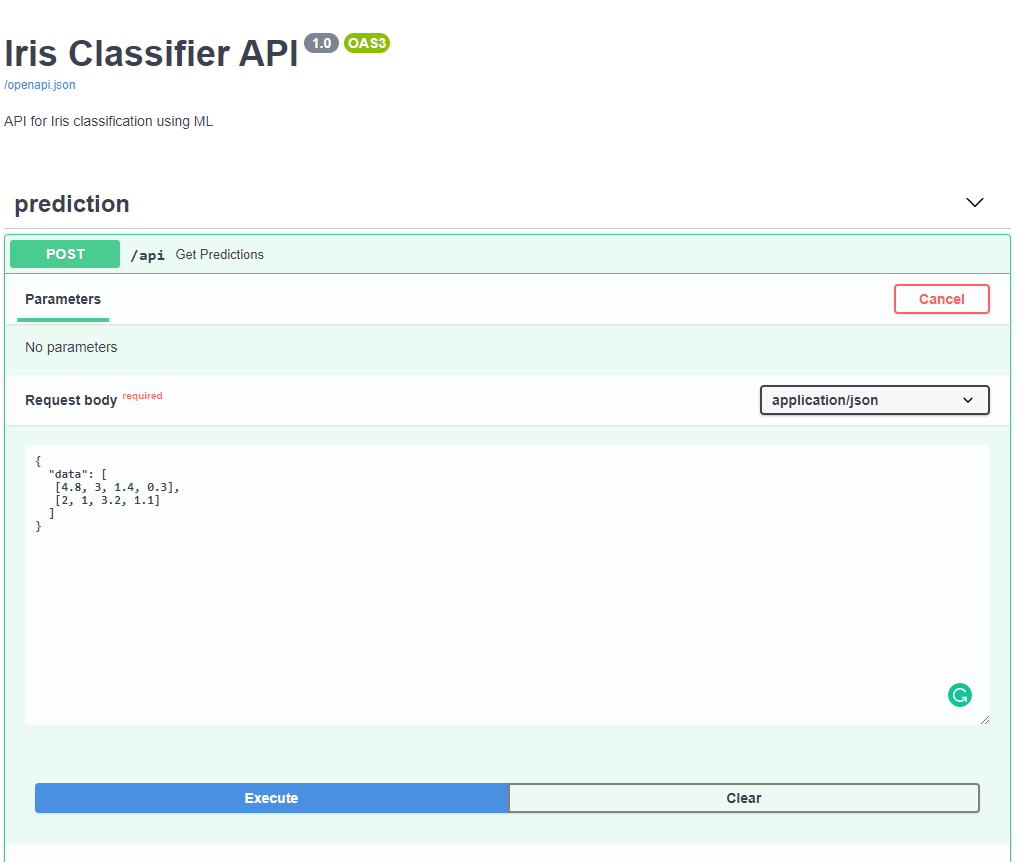 Iris Classifier API 1.0 OAS3
/openapi.json
API for Iris classification using ML
prediction
POST /api Get Predictions
Parameters Cancel
No parameters
Request body required application/json
{
  "data": [
   [4.8, 3, 1.4, 0.3],
   [2, 1, 3.2, 1.1]
  ]
}
Execute Clear